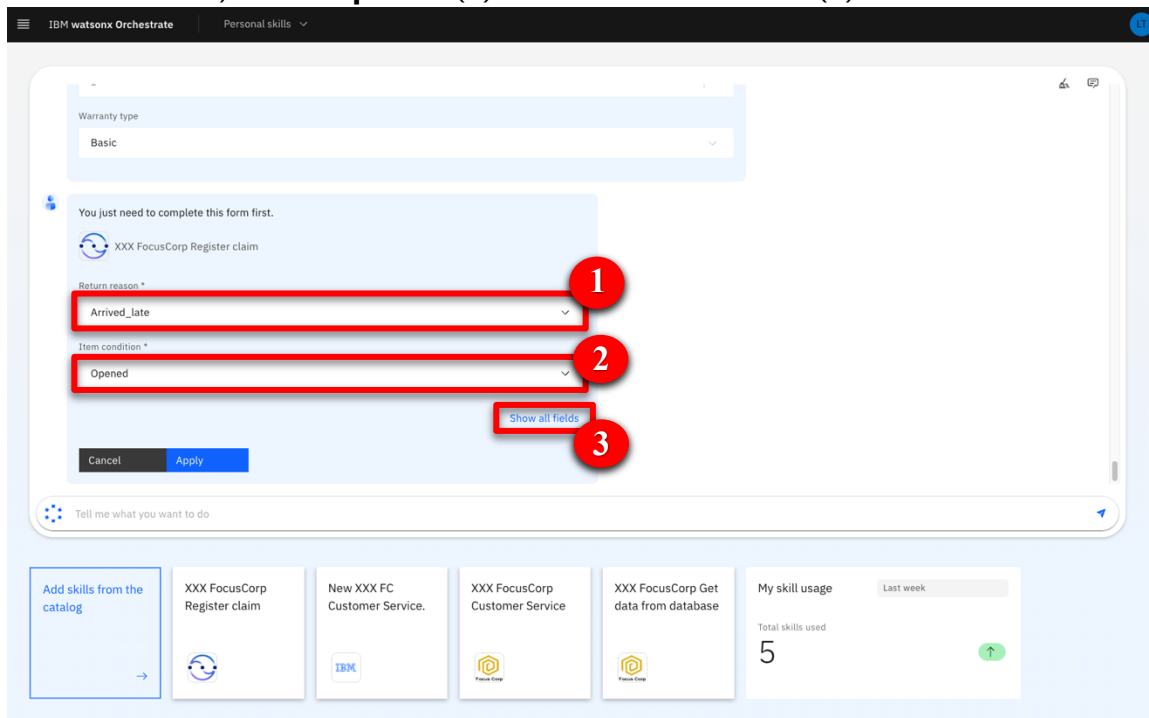 IBM watsonx Orchestrate
Personal skills
LT
Warranty type
Basic
You just need to complete this form first.
XXX FocusCorp Register claim
Return reason *
1
Arrived_late
Item condition *
2
Opened
Show all fields
3
Cancel
Apply
Tell me what you want to do
Add skills from the
catalog
XXX FocusCorp
Register claim
New XXX FC
Customer Service.
IBM
XXX FocusCorp
Customer Service
Focus Corp
XXX FocusCorp Get
data from database
Focus Corp
My skill usage
Last week
Total skills used
5